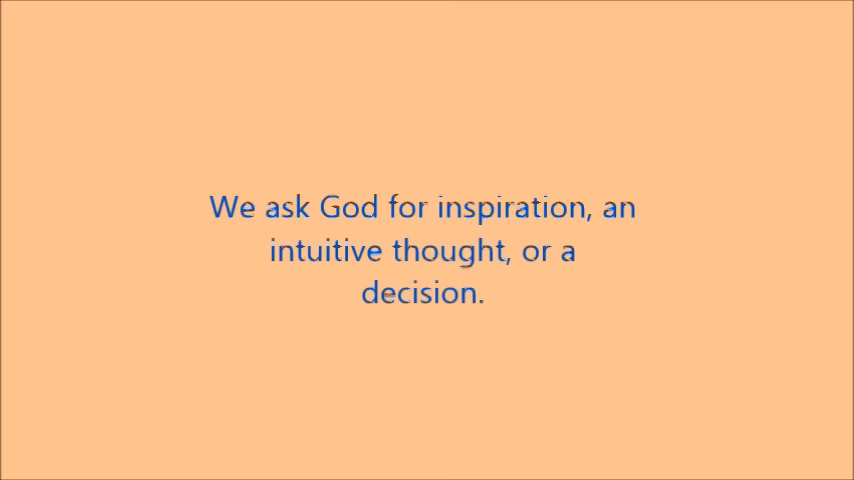 We ask God for inspiration, an
intuitive thought, or a
decision.